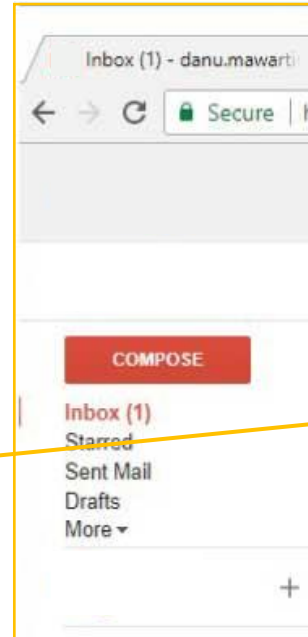 Inbox (1) - danu.mawarti
Secure
COMPOSE
Inbox (1)
Starred
Sent Mail
Drafts
More